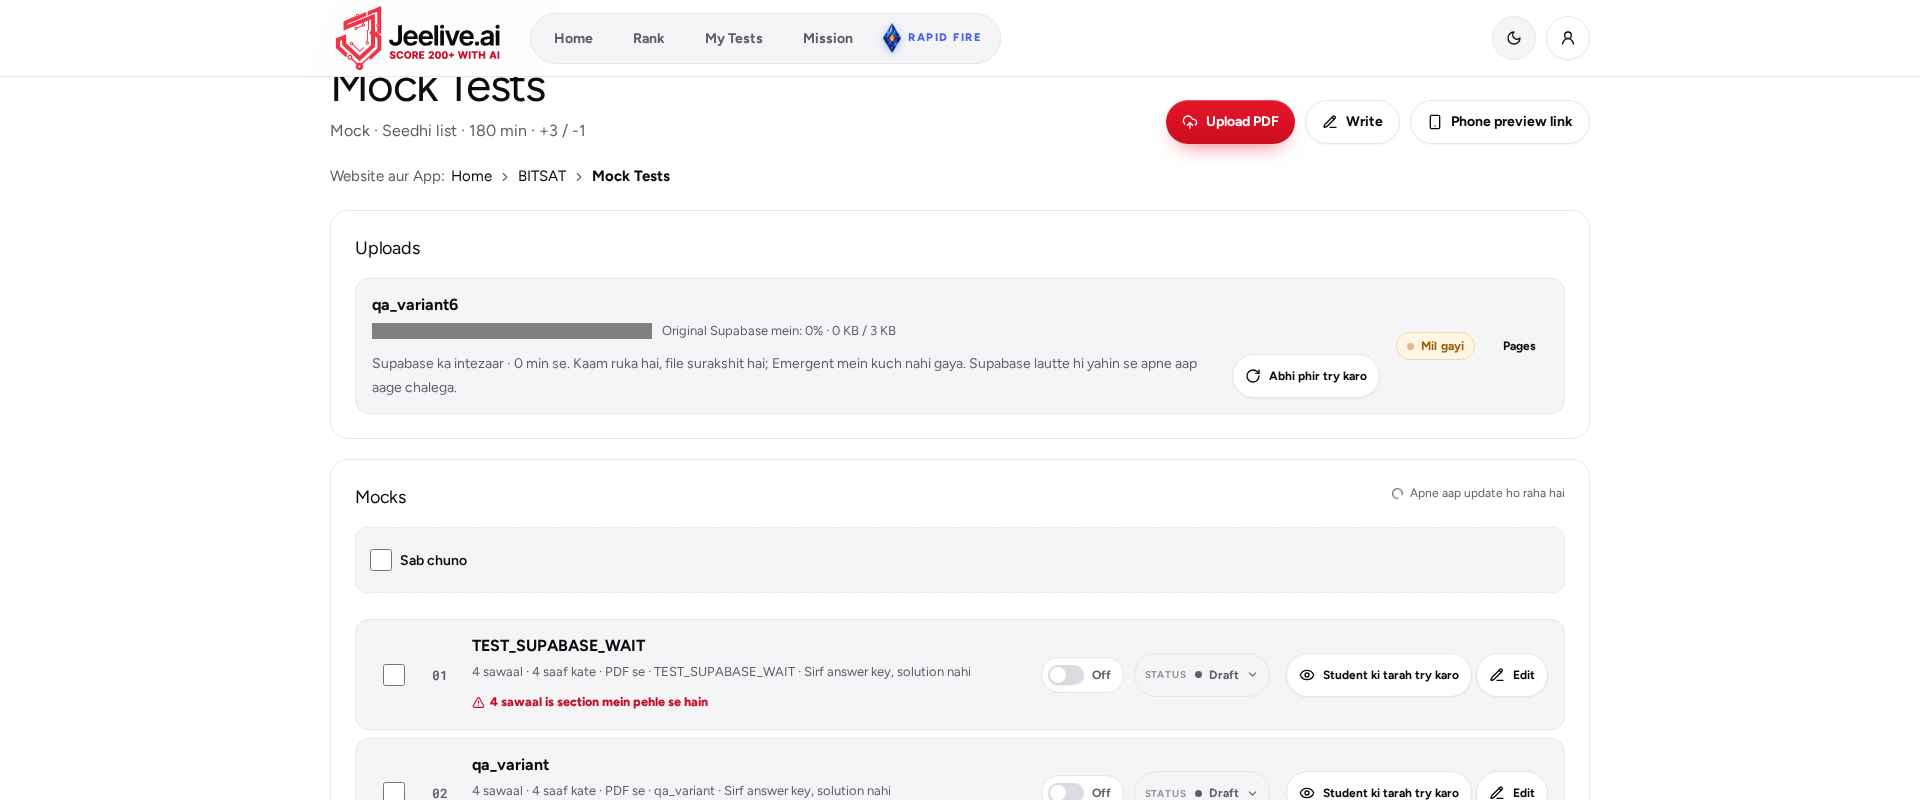 Jeelive.ai
SCORE 200+ WITH AI
Home
Rank
My Tests
Mission
RAPID FIRE
Mock Tests
Mock · Seedhi list · 180 min · +3 / -1
Upload PDF
Write
Phone preview link
Website aur App: Home > BITSAT > Mock Tests
Uploads
qa_variant6
Original Supabase mein: 0% · 0 KB / 3 KB
Supabase ka intezaar · 0 min se. Kaam ruka hai, file surakshit hai; Emergent mein kuch nahi gaya. Supabase lautte hi yahin se apne aap
aage chalega.
Abhi phir try karo
Mil gayi
Pages
Mocks
Apne aap update ho raha hai
Sab chuno
01
TEST_SUPABASE_WAIT
4 sawaal · 4 saaf kate · PDF se · TEST_SUPABASE_WAIT · Sirf answer key, solution nahi
4 sawaal is section mein pehle se hain
Off
STATUS Draft
Student ki tarah try karo
Edit
02
qa_variant
4 sawaal · 4 saaf kate · PDF se · qa_variant · Sirf answer key, solution nahi
Off
STATUS Draft
Student ki tarah try karo
Edit